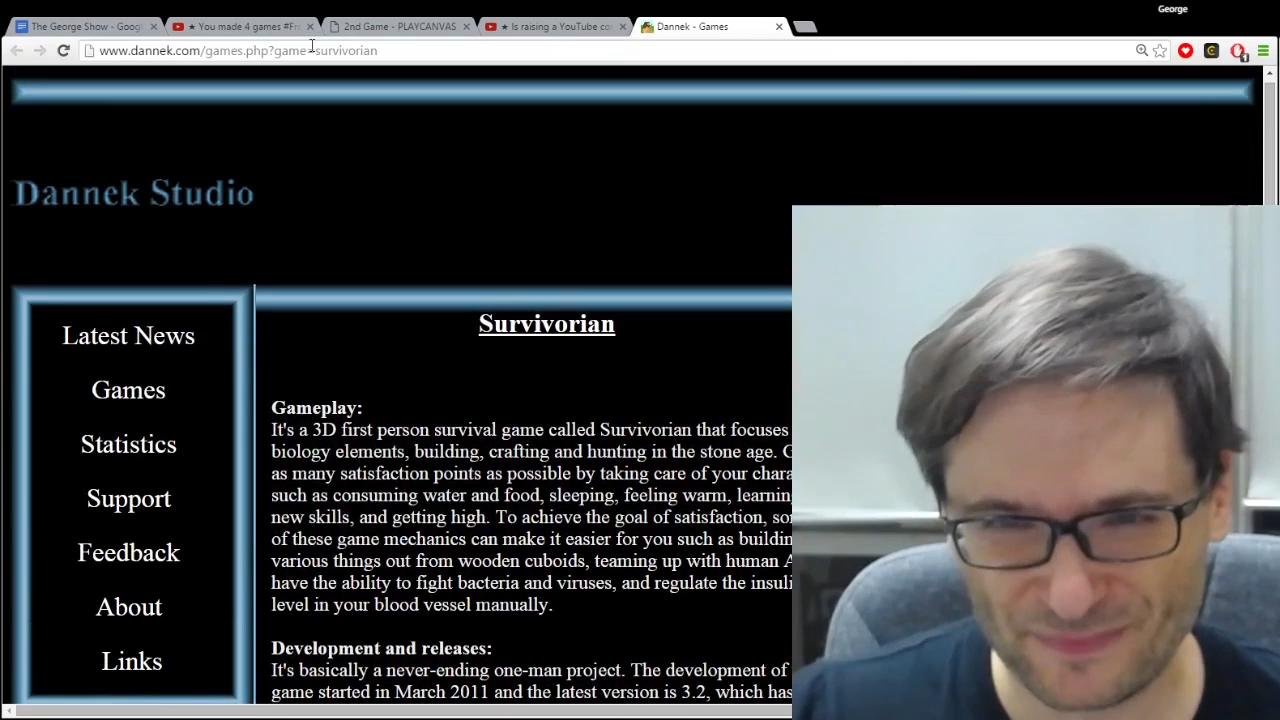 George
The George Show - Googl
★ You made 4 games #Fr
2nd Game - PLAYCANVAS
★ Is raising a YouTube co
Dannek - Games
www.dannek.com/games.php?game=survivorian
Dannek Studio
Latest News
Games
Statistics
Support
Feedback
About
Links
Survivorian
Gameplay:
It's a 3D first person survival game called Survivorian that focuses
biology elements, building, crafting and hunting in the stone age. G
as many satisfaction points as possible by taking care of your chara
such as consuming water and food, sleeping, feeling warm, learnin
new skills, and getting high. To achieve the goal of satisfaction, so
of these game mechanics can make it easier for you such as buildin
various things out from wooden cuboids, teaming up with human A
have the ability to fight bacteria and viruses, and regulate the insuli
level in your blood vessel manually.
Development and releases:
It's basically a never-ending one-man project. The development of
game started in March 2011 and the latest version is 3.2, which has